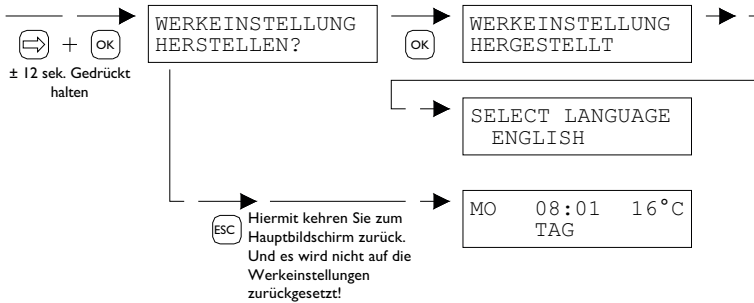 + OK
± 12 sek. Gedrückt
halten
WERKEINSTELLUNG
HERSTELLEN?
OK
WERKEINSTELLUNG
HERGESTELLT
SELECT LANGUAGE
ENGLISH
ESC
Hiermit kehren Sie zum
Hauptbildschirm zurück.
Und es wird nicht auf die
Werkeinstellungen
zurückgesetzt!
MO 08:01 16°C
TAG